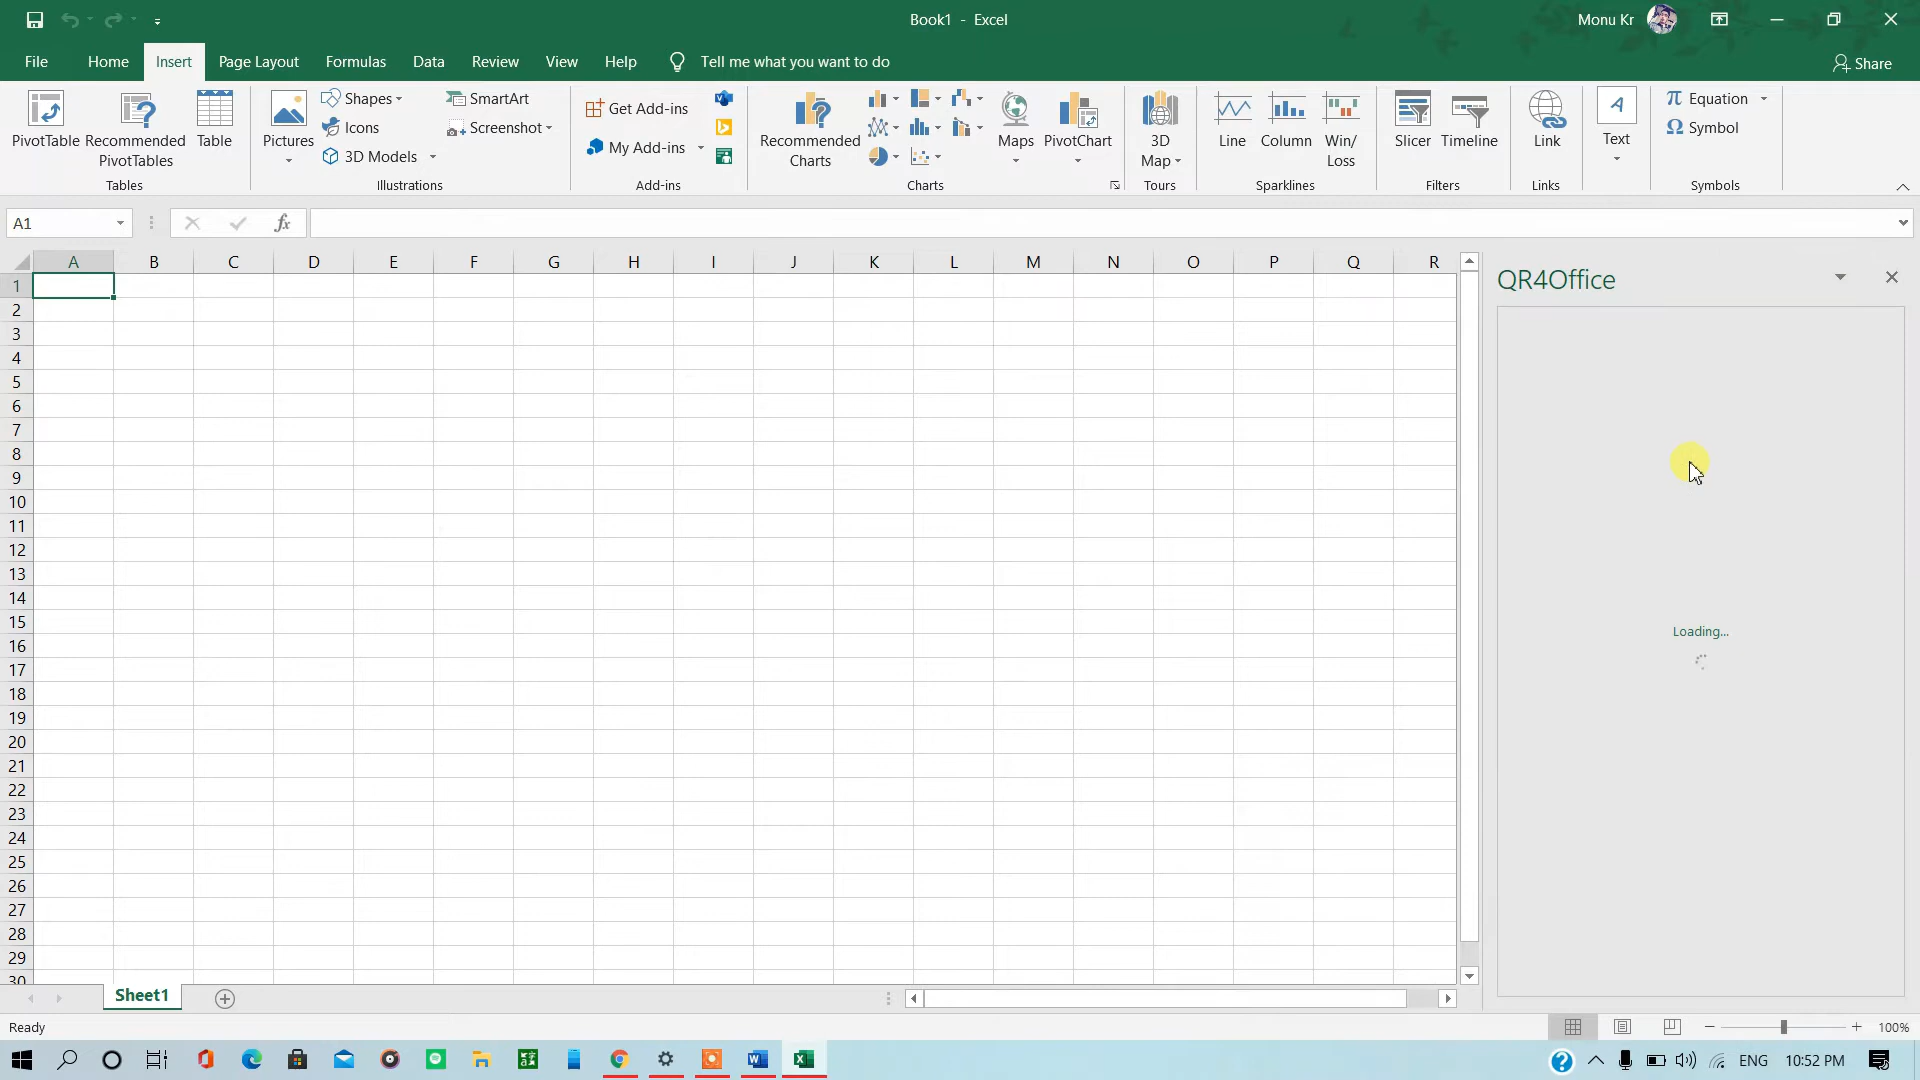 Book1 - Excel
Monu Kr
File Home Insert Page Layout Formulas Data Review View Help Tell me what you want to do Share
PivotTable Recommended PivotTables Table
Tables
Pictures Shapes Icons 3D Models SmartArt Screenshot
Illustrations
Get Add-ins
My Add-ins
Add-ins
Recommended Charts Maps PivotChart
Charts
3D Map
Tours
Line Column Win/Loss
Sparklines
Slicer Timeline
Filters
Link
Links
A
Text
π Equation
Ω Symbol
Symbols
A1 fx
A B C D E F G H I J K L M N O P Q R
1
2
3
4
5
6
7
8
9
10
11
12
13
14
15
16
17
18
19
20
21
22
23
24
25
26
27
28
29
30
QR4Office
Loading...
Sheet1
Ready
100%
ENG 10:52 PM